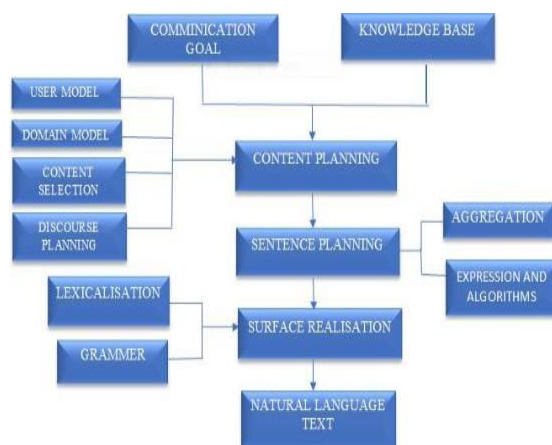 COMMINICATION
GOAL
KNOWLEDGE BASE
USER MODEL
DOMAIN MODEL
CONTENT
SELECTION
DISCOURSE
PLANNING
CONTENT PLANNING
SENTENCE PLANNING
AGGREGATION
EXPRESSION AND
ALGORITHMS
LEXICALISATION
GRAMMER
SURFACE REALISATION
NATURAL LANGUAGE
TEXT